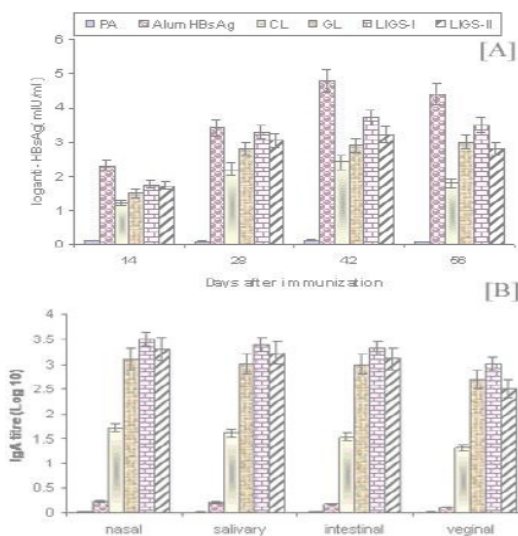 PA Alum HBsAg CL GL LIGS-I LIGS-II
[A]
6
5
4
3
2
1
0
loganti-HBsAg(mIU/ml)
14 28 42 56
Days after immunization
[B]
4
3.5
3
2.5
2
1.5
1
0.5
0
IgA titre (Log 10)
nasal salivary intestinal veginal